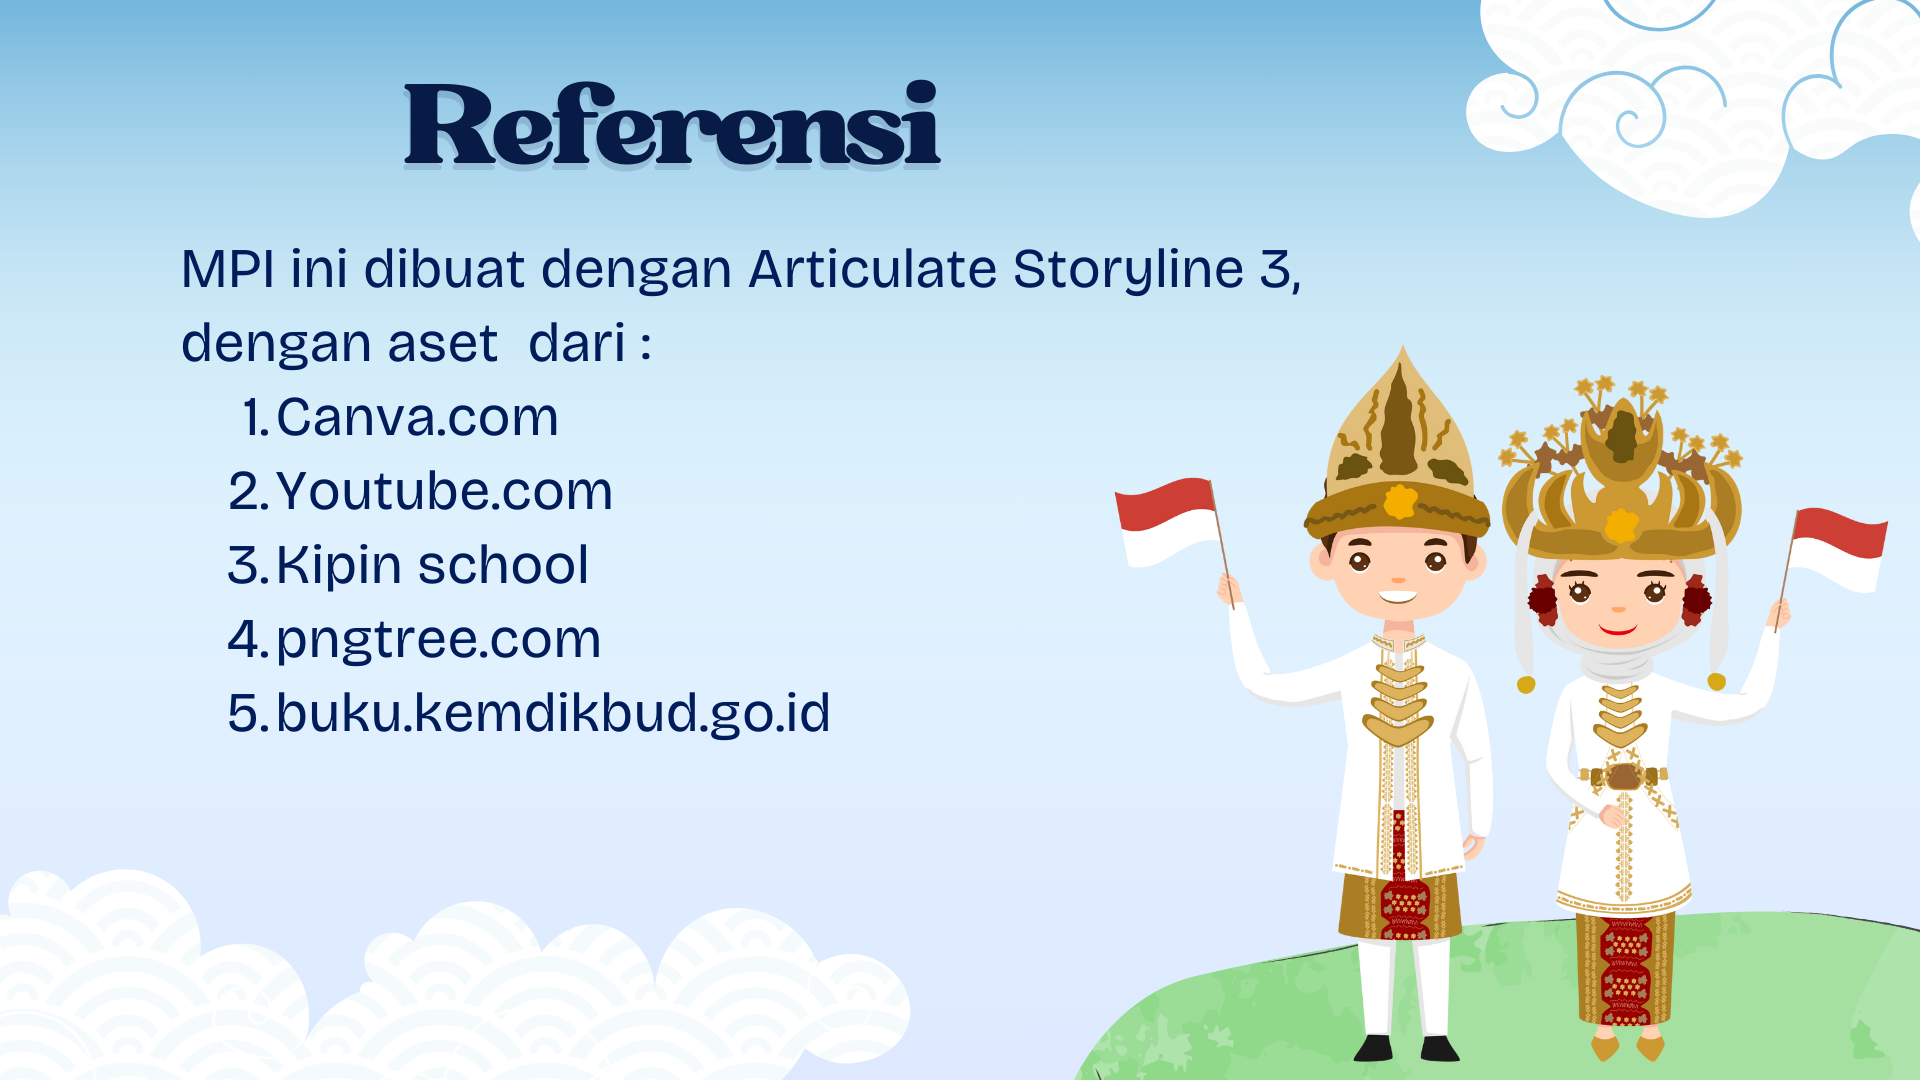 Referensi
MPI ini dibuat dengan Articulate Storyline 3,
dengan aset  dari :
1. Canva.com
2. Youtube.com
3. Kipin school
4. pngtree.com
5. buku.kemdikbud.go.id